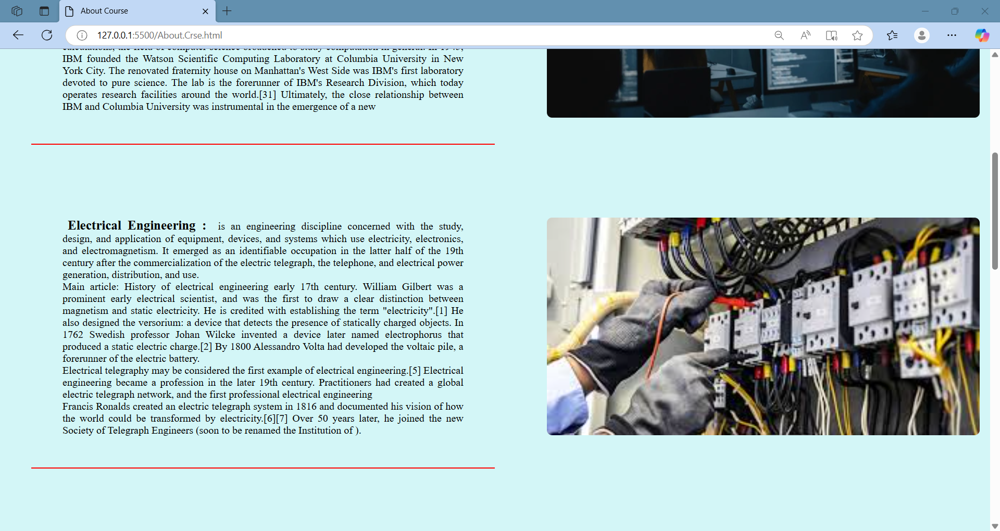 About Course
127.0.0.1:5500/About.Crse.html
calculations, the field of computer science broadened to study computation in general. In 1945,
IBM founded the Watson Scientific Computing Laboratory at Columbia University in New
York City. The renovated fraternity house on Manhattan's West Side was IBM's first laboratory
devoted to pure science. The lab is the forerunner of IBM's Research Division, which today
operates research facilities around the world.[31] Ultimately, the close relationship between
IBM and Columbia University was instrumental in the emergence of a new
Electrical Engineering : is an engineering discipline concerned with the study,
design, and application of equipment, devices, and systems which use electricity, electronics,
and electromagnetism. It emerged as an identifiable occupation in the latter half of the 19th
century after the commercialization of the electric telegraph, the telephone, and electrical power
generation, distribution, and use.
Main article: History of electrical engineering early 17th century. William Gilbert was a
prominent early electrical scientist, and was the first to draw a clear distinction between
magnetism and static electricity. He is credited with establishing the term "electricity".[1] He
also designed the versorium: a device that detects the presence of statically charged objects. In
1762 Swedish professor Johan Wilcke invented a device later named electrophorus that
produced a static electric charge.[2] By 1800 Alessandro Volta had developed the voltaic pile, a
forerunner of the electric battery.
Electrical telegraphy may be considered the first example of electrical engineering.[5] Electrical
engineering became a profession in the later 19th century. Practitioners had created a global
electric telegraph network, and the first professional electrical engineering
Francis Ronalds created an electric telegraph system in 1816 and documented his vision of how
the world could be transformed by electricity.[6][7] Over 50 years later, he joined the new
Society of Telegraph Engineers (soon to be renamed the Institution of ).